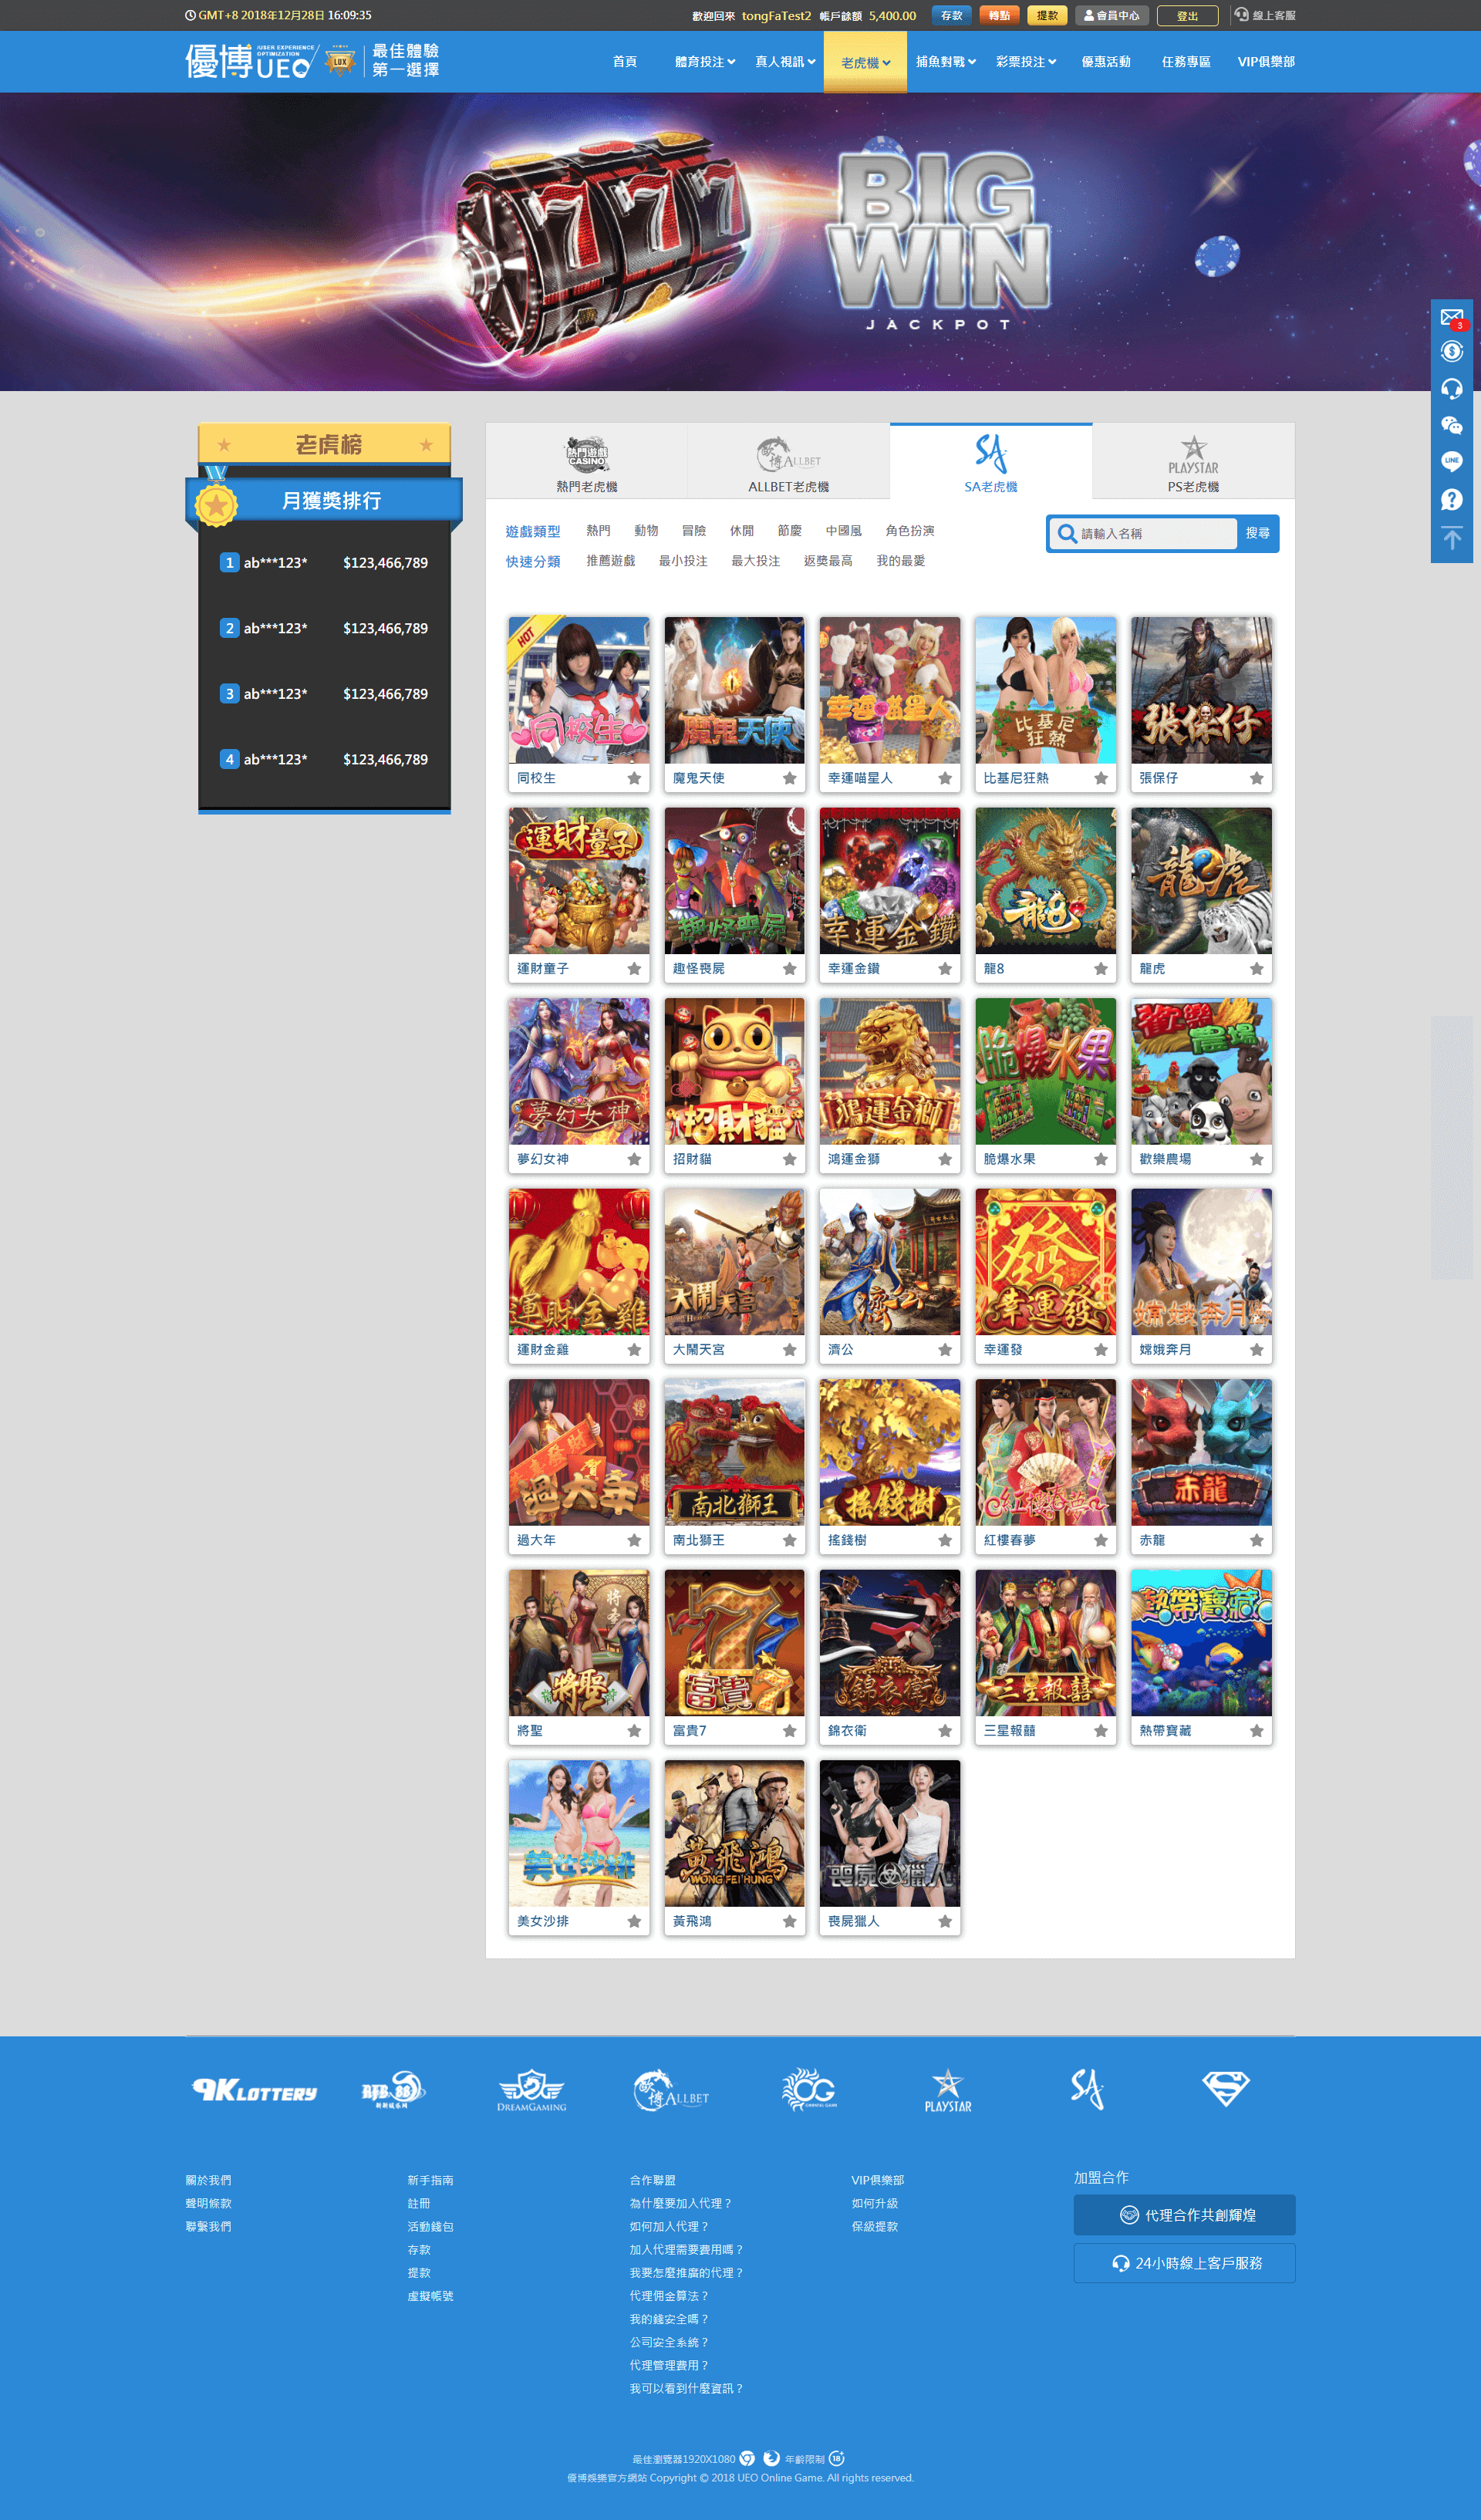 GMT+8 2018年12月28日 16:09:35
歡迎回來 tongFaTest2 帳戶餘額 5,400.00 存款 轉點 提款 會員中心 登出 線上客服
優博 USER EXPERIENCE OPTIMIZATION UEO LUX 最佳體驗 第一選擇
首頁 體育投注 真人視訊 老虎機 捕魚對戰 彩票投注 優惠活動 任務專區 VIP俱樂部
777
BIG
WIN
JACKPOT
3
LINE
老虎榜
月獲獎排行
1 ab***123* $123,466,789
2 ab***123* $123,466,789
3 ab***123* $123,466,789
4 ab***123* $123,466,789
熱門遊戲 CASINO 歐博 ALLBET SA PLAYSTAR
熱門老虎機 ALLBET老虎機 SA老虎機 PS老虎機
遊戲類型 熱門 動物 冒險 休閒 節慶 中國風 角色扮演
請輸入名稱 搜尋
快速分類 推薦遊戲 最小投注 最大投注 返獎最高 我的最愛
HOT
同校生 魔鬼天使 幸運喵星人 比基尼狂熱 張保仔
同校生 魔鬼天使 幸運喵星人 比基尼狂熱 張保仔
運財童子 趣怪喪屍 幸運金鑽 龍8 龍虎
運財童子 趣怪喪屍 幸運金鑽 龍8 龍虎
夢幻女神 招財貓 鴻運金獅 脆爆水果 歡樂農場
夢幻女神 招財貓 鴻運金獅 脆爆水果 歡樂農場
運財金雞 大鬧天宮 濟公 發 幸運發 嫦娥奔月
運財金雞 大鬧天宮 濟公 幸運發 嫦娥奔月
過大年 南北獅王 搖錢樹 紅樓春夢 赤龍
過大年 南北獅王 搖錢樹 紅樓春夢 赤龍
將聖 富貴7 錦衣衛 三星報囍 熱帶寶藏
將聖 富貴7 錦衣衛 三星報囍 熱帶寶藏
美女沙排 黃飛鴻 WONG FEI HUNG 喪屍獵人
美女沙排 黃飛鴻 喪屍獵人
9K LOTTERY BBB 88 DREAMGAMING 歐博 ALLBET OG ORIENTAL GAME PLAYSTAR SA S
關於我們
聲明條款
聯繫我們
新手指南
註冊
活動錢包
存款
提款
虛擬帳號
合作聯盟
為什麼要加入代理？
如何加入代理？
加入代理需要費用嗎？
我要怎麼推廣的代理？
代理佣金算法？
我的錢安全嗎？
公司安全系統？
代理管理費用？
我可以看到什麼資訊？
VIP俱樂部
如何升級
保級提款
加盟合作
代理合作共創輝煌
24小時線上客戶服務
最佳瀏覽器1920X1080 年齡限制 18+
優博娛樂官方網站 Copyright © 2018 UEO Online Game. All rights reserved.